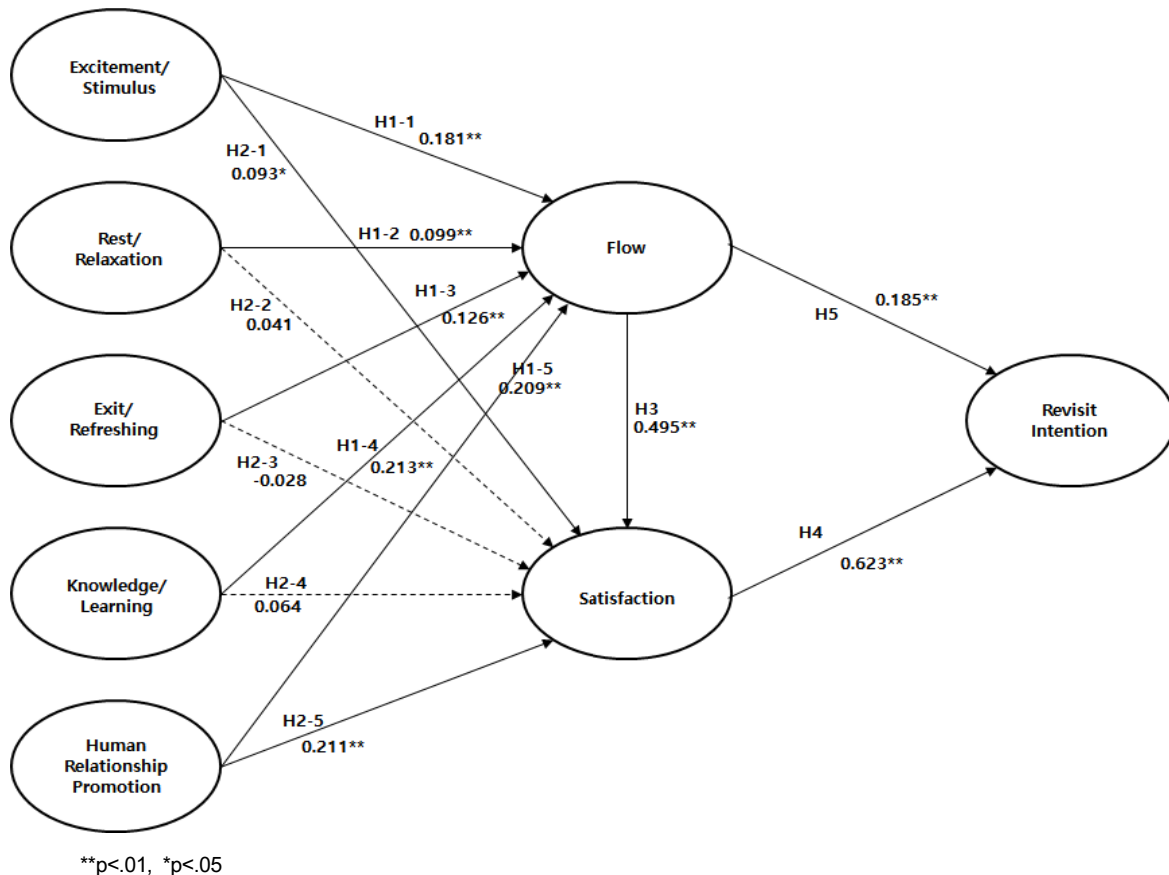 Excitement/
Stimulus
H1-1
0.181**
H2-1
0.093*
Rest/
Relaxation
H1-2 0.099**
Flow
H2-2
0.041
H1-3
0.126**
0.185**
H5
Exit/
Refreshing
H1-5
0.209**
H3
0.495**
Revisit
Intention
H2-3
-0.028
H1-4
0.213**
Knowledge/
Learning
H2-4
0.064
Satisfaction
H4
0.623**
Human
Relationship
Promotion
H2-5
0.211**
**p<.01, *p<.05